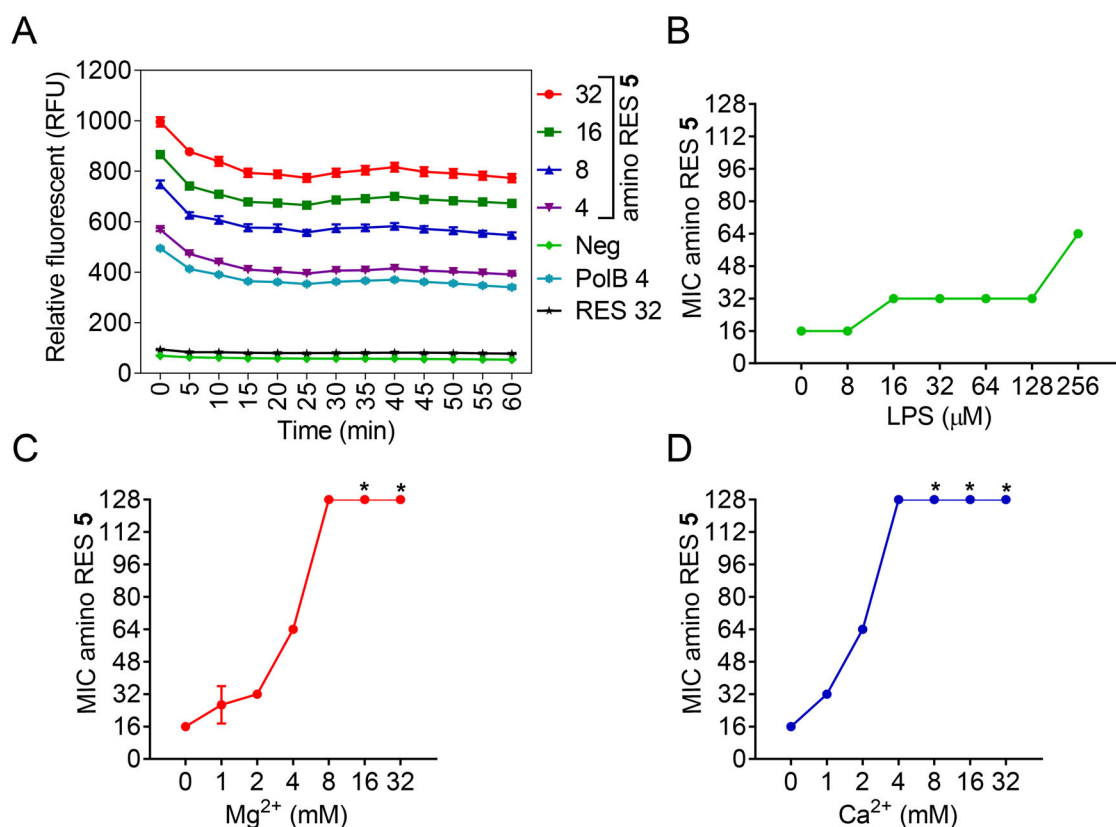 A
Relative fluorescent (RFU)
1200
1000
800
600
400
200
0
0 5 10 15 20 25 30 35 40 45 50 55 60
Time (min)
32
16
8
4
amino RES 5
Neg
PolB 4
RES 32
B
MIC amino RES 5
128
112
96
80
64
48
32
16
0
0 8 16 32 64 128 256
LPS (μM)
C
MIC amino RES 5
128
112
96
80
64
48
32
16
0
* *
0 1 2 4 8 16 32
Mg²⁺ (mM)
D
MIC amino RES 5
128
112
96
80
64
48
32
16
0
* * *
0 1 2 4 8 16 32
Ca²⁺ (mM)